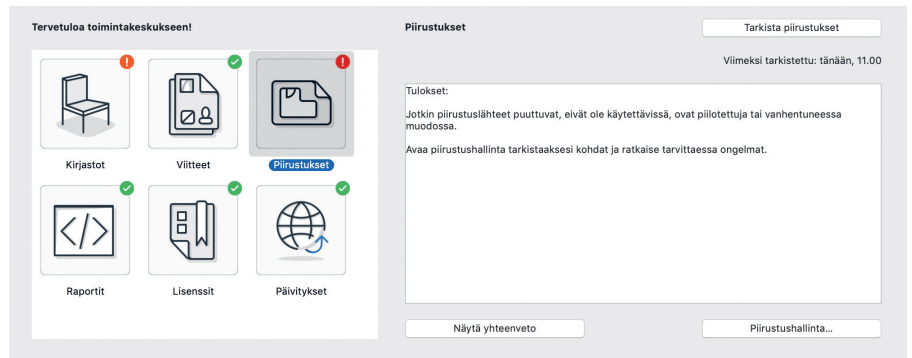 Tervetuloa toimintakeskukseen!
Kirjastot
Viitteet
Piirustukset
Raportit
Lisenssit
Päivitykset
Piirustukset
Tarkista piirustukset
Viimeksi tarkistettu: tänään, 11.00
Tulokset:
Jotkin piirustuslähteet puuttuvat, eivät ole käytettävissä, ovat piilotettuja tai vanhentuneessa
muodossa.
Avaa piirustushallinta tarkistaaksesi kohdat ja ratkaise tarvittaessa ongelmat.
Näytä yhteenveto
Piirustushallinta...